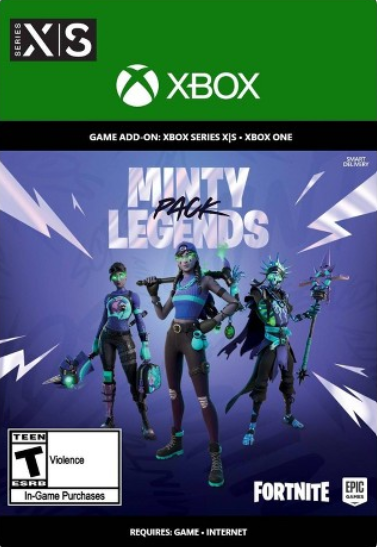 SERIES X|S
XBOX
GAME ADD-ON: XBOX SERIES X|S • XBOX ONE
SMART
DELIVERY
MINTY
PACK
LEGENDS
TEEN
T
Violence
ESRB
In-Game Purchases
FORTNITE
EPIC
GAMES
REQUIRES: GAME • INTERNET